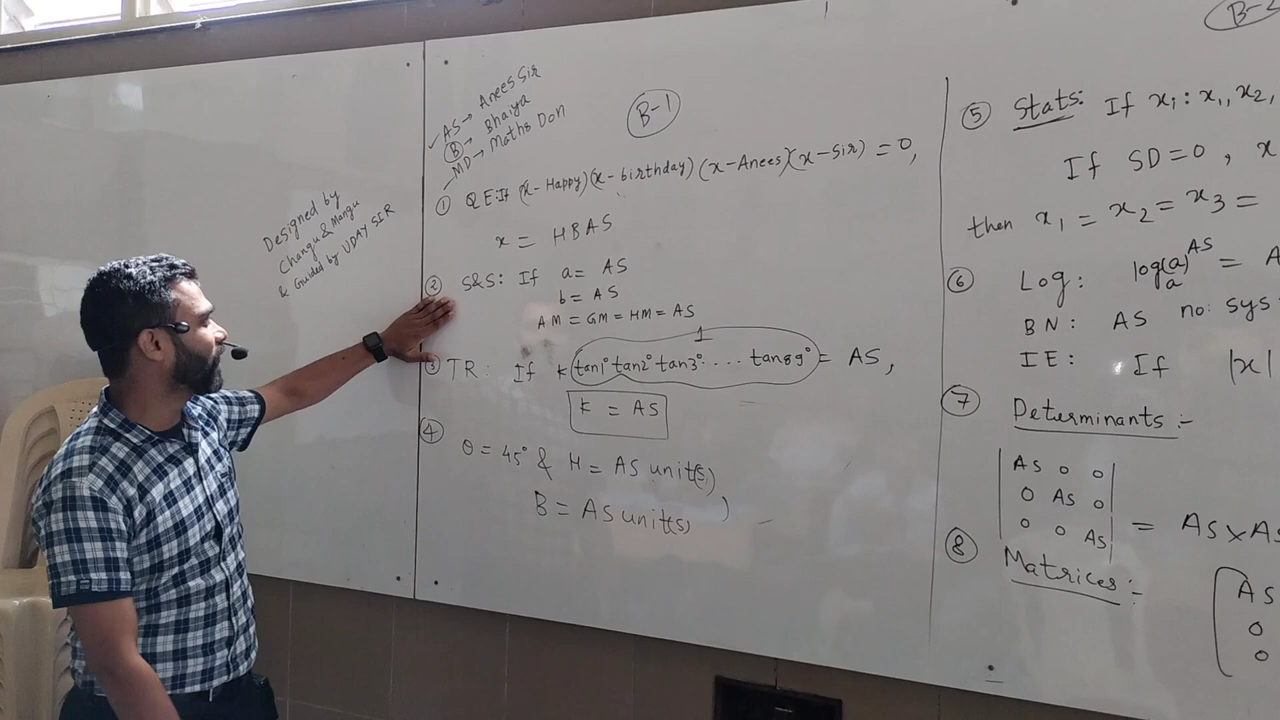 Designed by
Changu & Mangu
& Guided by UDAY SIR
AS → Anees Sir
B → Bhaiya
MD → Maths Don
B-1
① QE: If (x-Happy)(x-birthday)(x-Anees)(x-Sir) = 0,
x = HBAS
② S&S: If a = AS
b = AS
AM = GM = HM = AS
1
③ TR: If k tan1° tan2° tan3° .... tan89° = AS,
k = AS
④ θ = 45° & H = AS unit(s)
B = AS unit(s)
B-2
⑤ Stats: If x₁: x₁, x₂,
If SD = 0, x
then x₁ = x₂ = x₃ =
⑥ Log: log(a)^AS_a = A
BN: AS no: sys
IE: If |x|
⑦ Determinants :-
|AS 0 0|
|0 AS 0|
|0 0 AS| = AS x AS
⑧ Matrices :-
AS
0
0